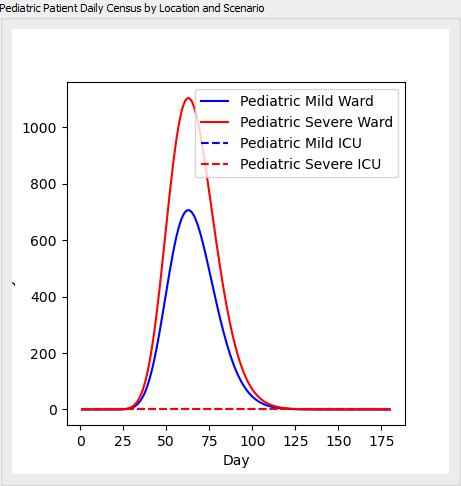 Pediatric Patient Daily Census by Location and Scenario
Pediatric Mild Ward
Pediatric Severe Ward
Pediatric Mild ICU
Pediatric Severe ICU
1000
800
600
400
200
0
0 25 50 75 100 125 150 175
Day